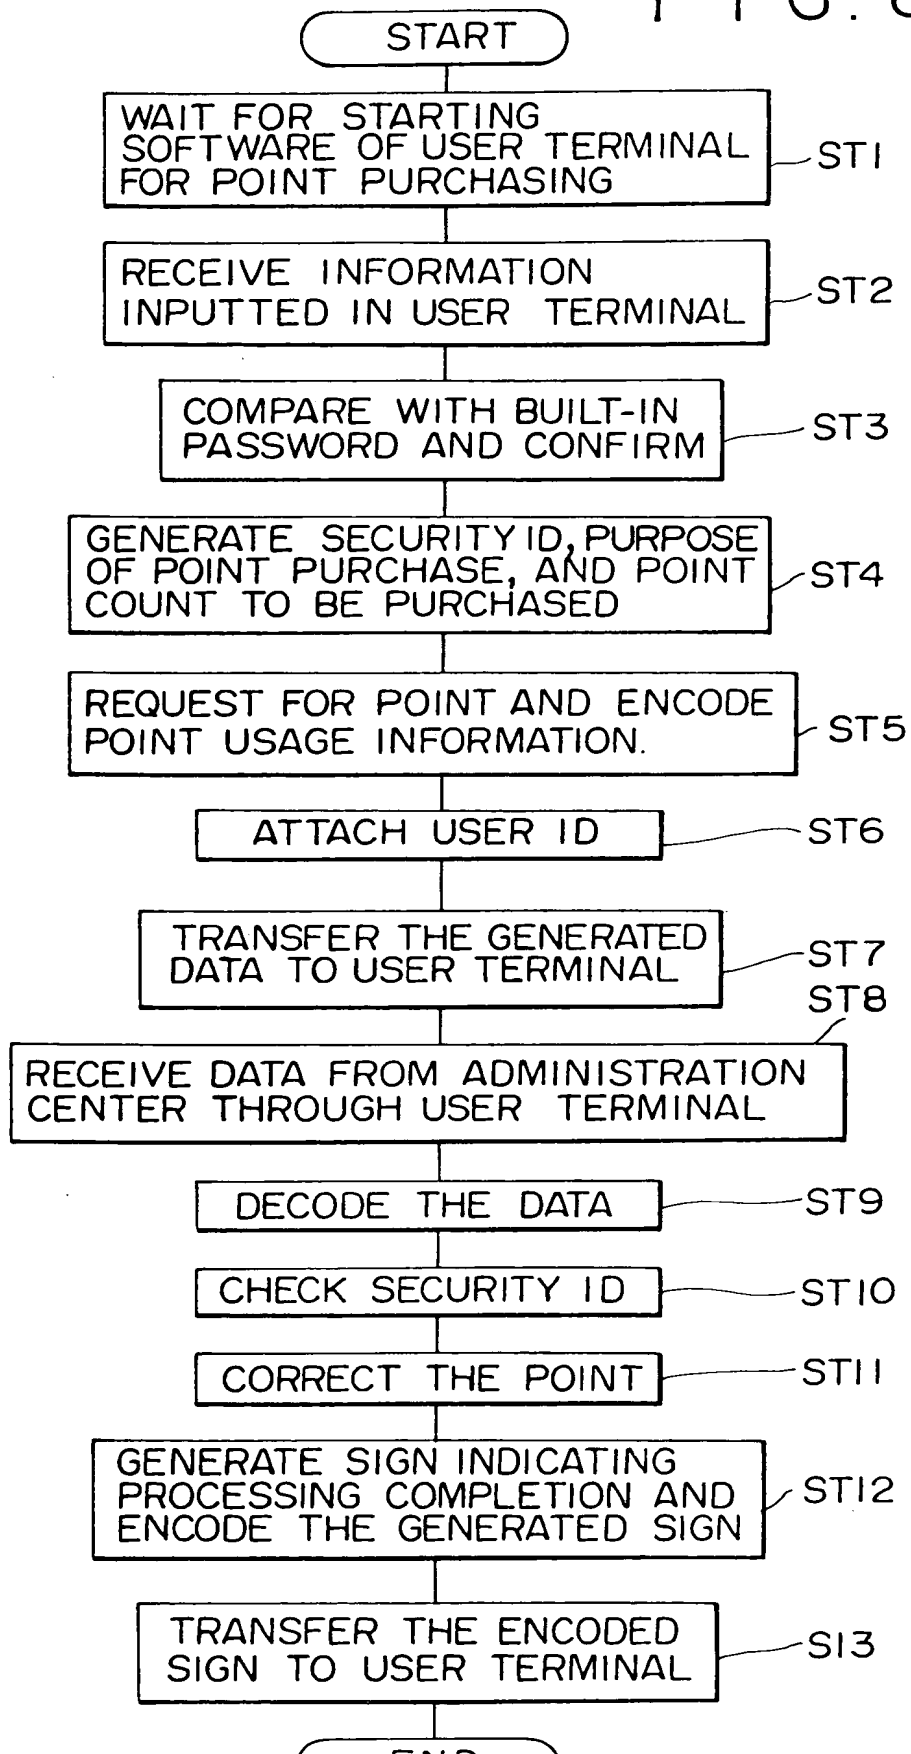 FIG. 
START
WAIT FOR STARTING
SOFTWARE OF USER TERMINAL
FOR POINT PURCHASING
ST1
RECEIVE INFORMATION
INPUTTED IN USER TERMINAL
ST2
COMPARE WITH BUILT-IN
PASSWORD AND CONFIRM
ST3
GENERATE SECURITY ID, PURPOSE
OF POINT PURCHASE, AND POINT
COUNT TO BE PURCHASED
ST4
REQUEST FOR POINT AND ENCODE
POINT USAGE INFORMATION.
ST5
ATTACH USER ID
ST6
TRANSFER THE GENERATED
DATA TO USER TERMINAL
ST7
ST8
RECEIVE DATA FROM ADMINISTRATION
CENTER THROUGH USER TERMINAL
DECODE THE DATA
ST9
CHECK SECURITY ID
ST10
CORRECT THE POINT
ST11
GENERATE SIGN INDICATING
PROCESSING COMPLETION AND
ENCODE THE GENERATED SIGN
ST12
TRANSFER THE ENCODED
SIGN TO USER TERMINAL
S13
END